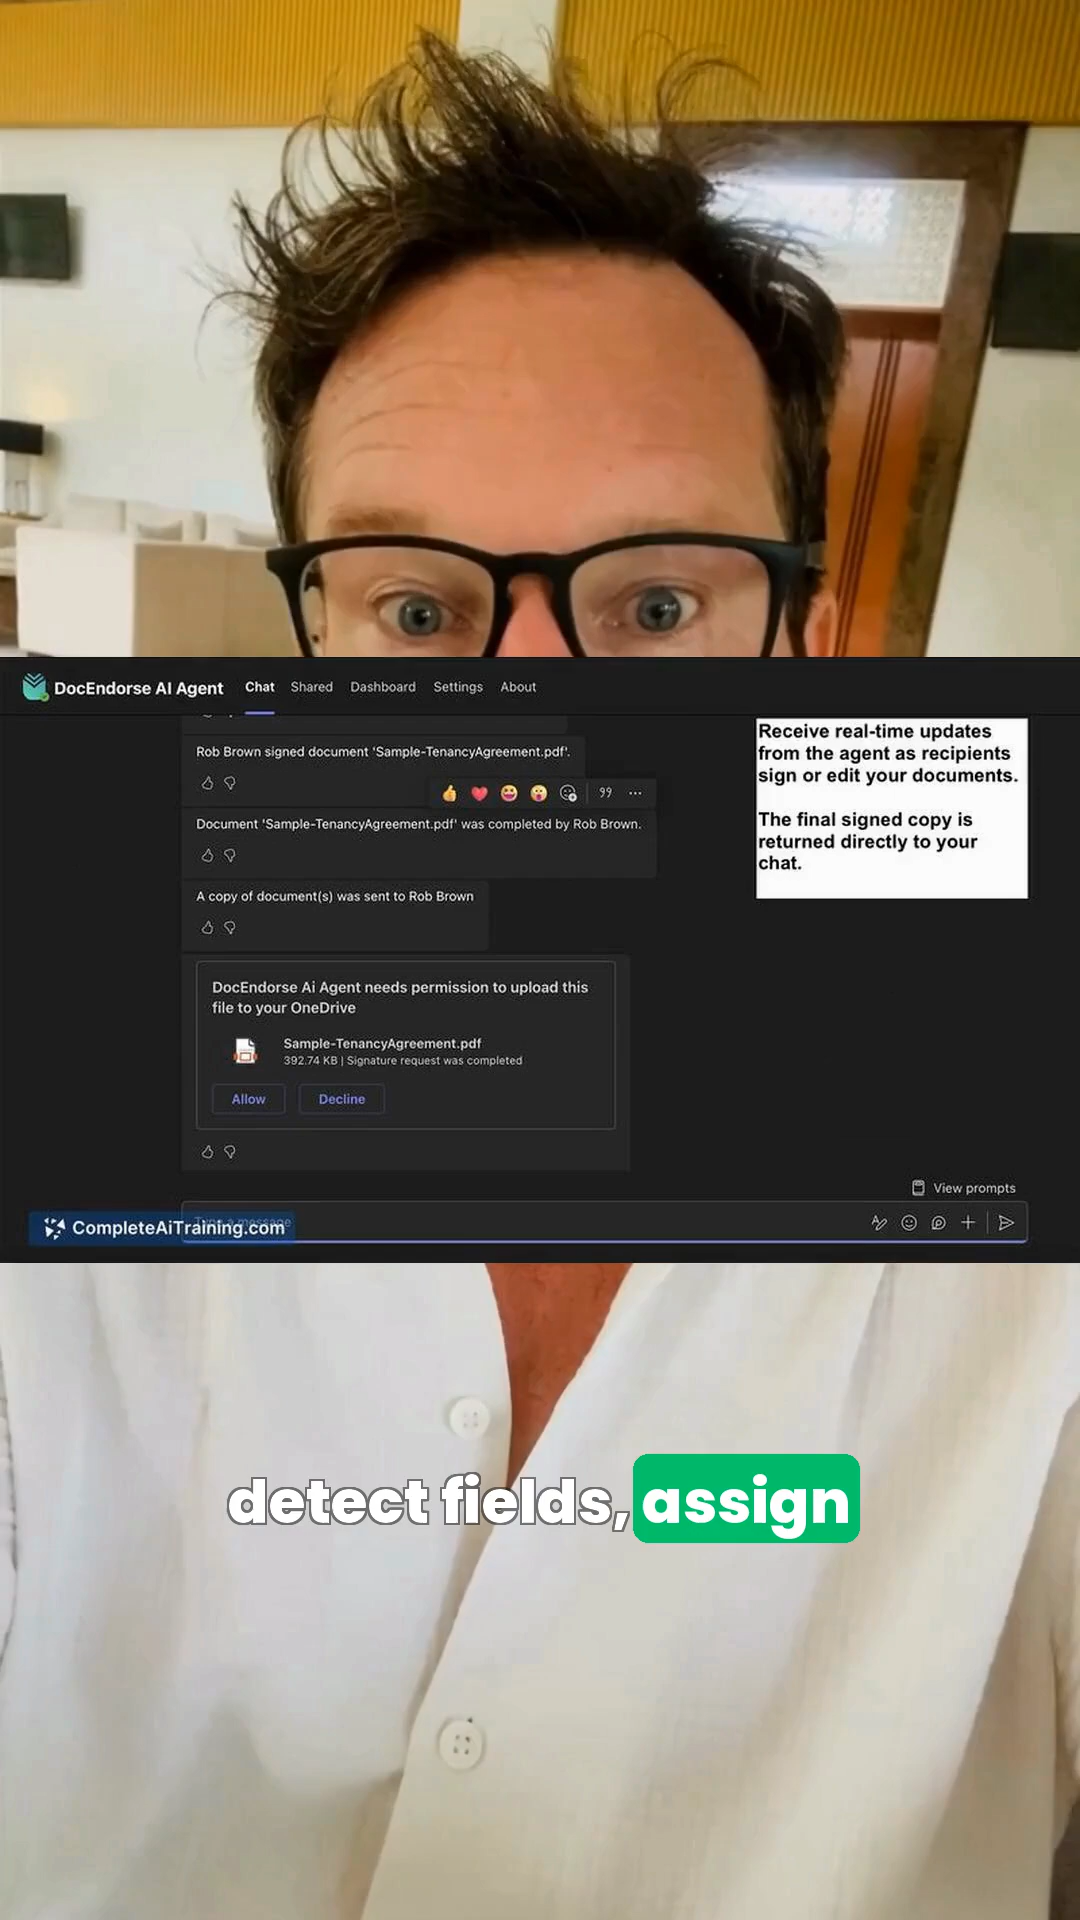 DocEndorse AI Agent
Chat
Shared
Dashboard
Settings
About
Rob Brown signed document 'Sample-TenancyAgreement.pdf'.
Document 'Sample-TenancyAgreement.pdf' was completed by Rob Brown.
A copy of document(s) was sent to Rob Brown
DocEndorse Ai Agent needs permission to upload this
file to your OneDrive
Sample-TenancyAgreement.pdf
392.74 KB | Signature request was completed
Allow
Decline
Receive real-time updates
from the agent as recipients
sign or edit your documents.
The final signed copy is
returned directly to your
chat.
View prompts
Type a message
CompleteAiTraining.com
detect fields, assign